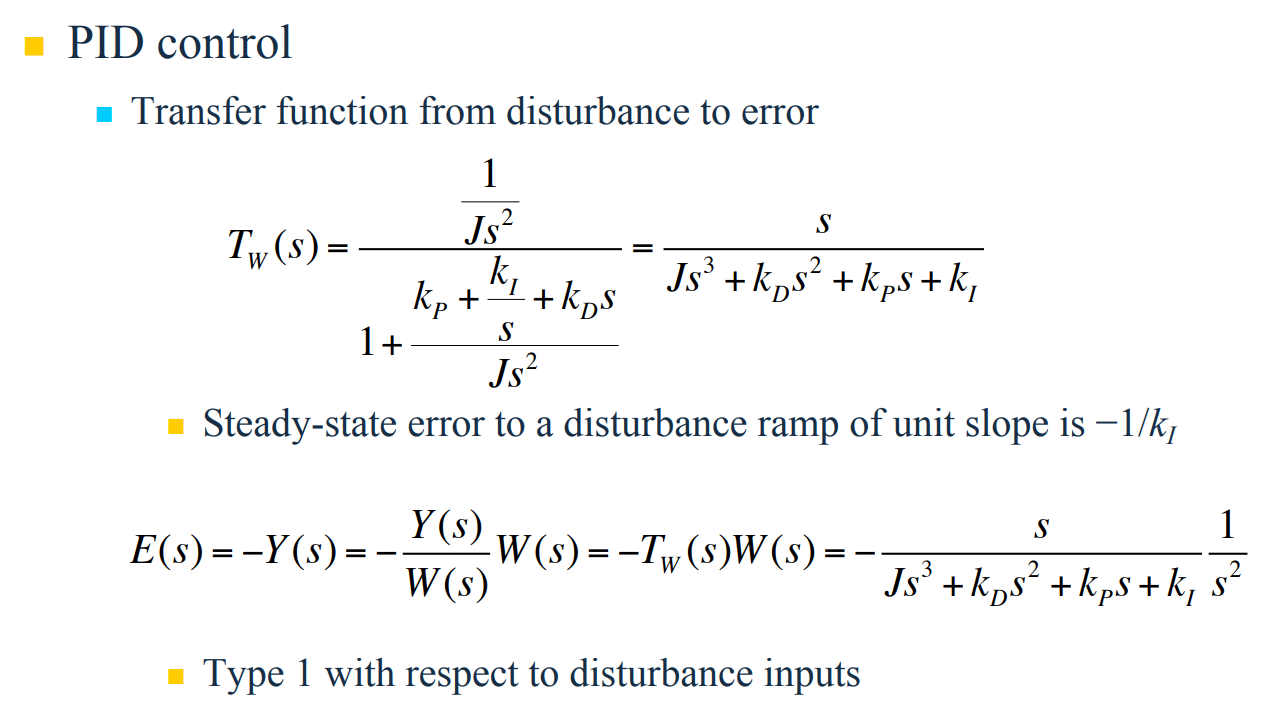 PID control
Transfer function from disturbance to error
T_W(s) = \frac{\frac{1}{Js^2}}{1 + \frac{k_P + \frac{k_I}{s} + k_D s}{Js^2}} = \frac{s}{Js^3 + k_D s^2 + k_P s + k_I}
Steady-state error to a disturbance ramp of unit slope is −1/k_I
E(s) = −Y(s) = −\frac{Y(s)}{W(s)} W(s) = −T_W(s)W(s) = −\frac{s}{Js^3 + k_D s^2 + k_P s + k_I} \frac{1}{s^2}
Type 1 with respect to disturbance inputs